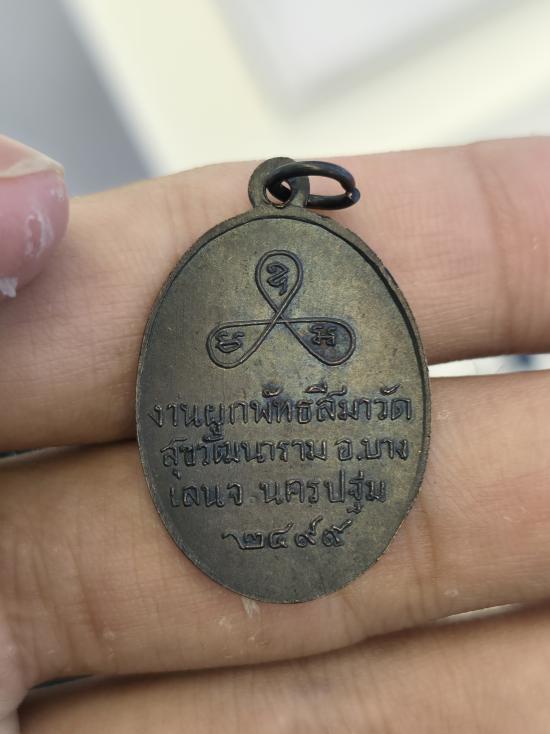 งานผูกพัทธสีมาวัด
สุขวัฒนาราม อ.บาง
เลน จ.นครปฐม
๒๔๙๙